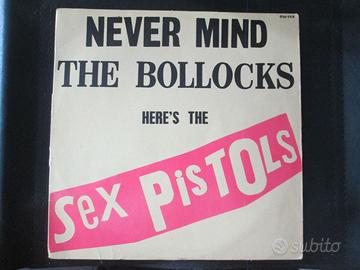 NEVER MIND
THE BOLLOCKS
HERE'S THE
Sex PisTOLs
subito